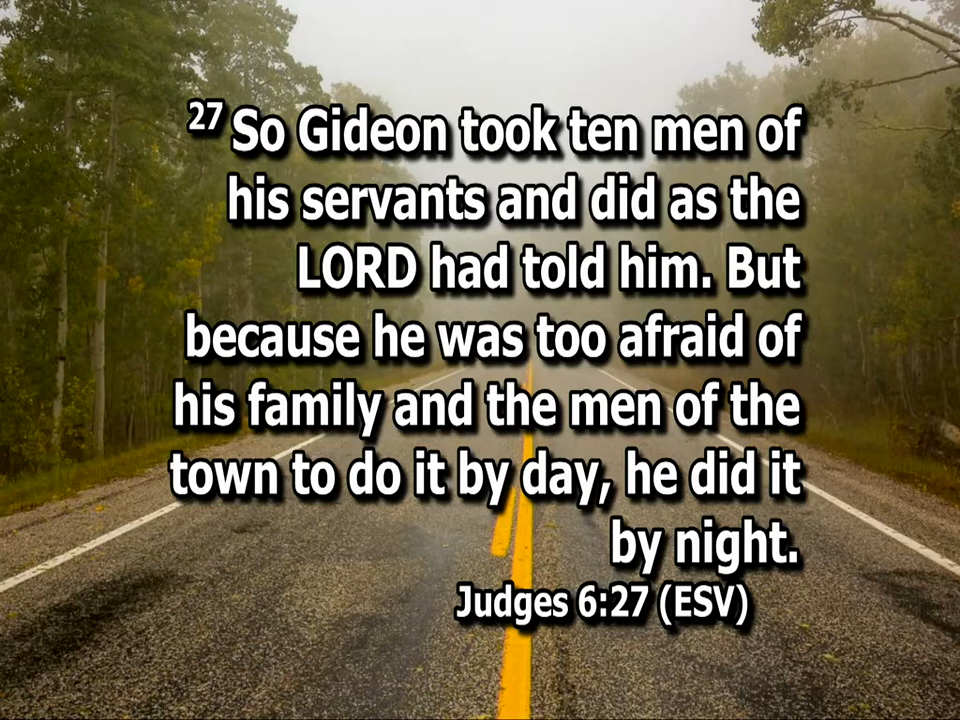 27 So Gideon took ten men of
his servants and did as the
LORD had told him. But
because he was too afraid of
his family and the men of the
town to do it by day, he did it
by night.
Judges 6:27 (ESV)